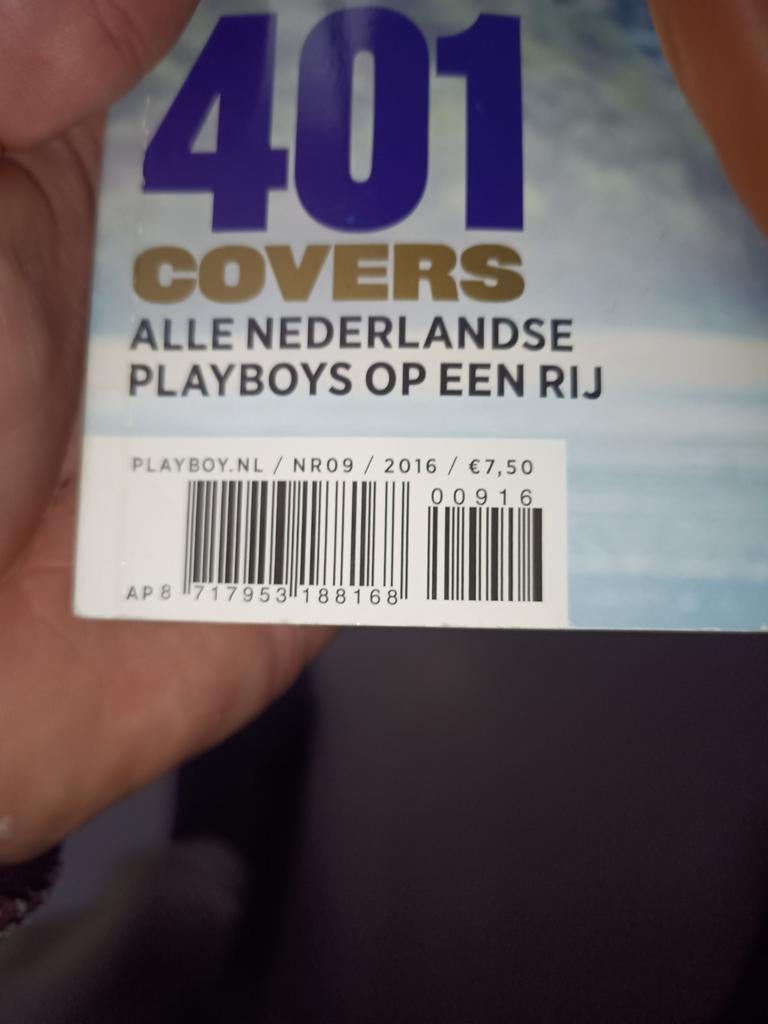 401
COVERS
ALLE NEDERLANDSE
PLAYBOYS OP EEN RIJ
PLAYBOY.NL / NR09 / 2016 / €7,50
00916
AP 8 717953 188168